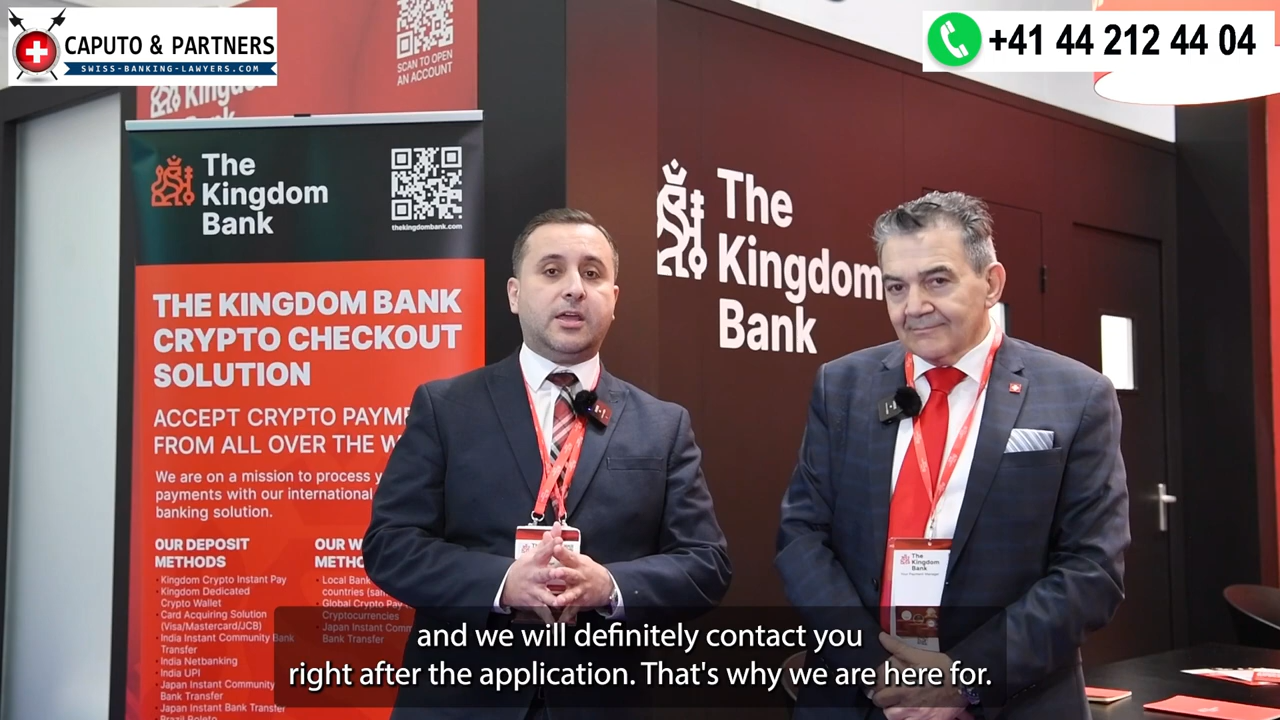 CAPUTO & PARTNERS
SWISS-BANKING-LAWYERS.COM
+41 44 212 44 04
SCAN TO OPEN
AN ACCOUNT
Kingdom
The
Kingdom
Bank
thekingdombank.com
THE KINGDOM BANK
CRYPTO CHECKOUT
SOLUTION
ACCEPT CRYPTO
FROM ALL OVER THE
We are on a mission to process
payments with our international
banking solution.
OUR DEPOSIT
METHODS
· Kingdom Crypto Instant Pay
· Kingdom Dedicated
Crypto Wallet
· Card Acquiring Solution
(Visa/Mastercard/JCB)
· India Instant Community Bank
Transfer
· India Netbanking
· India UPI
· Japan Instant Community
Bank Transfer
· Japan Instant Bank Transfer
· Brazil Boleto
OUR
· Local Bank
countries
· Global Crypto Pay
Cryptocurrencies
· Japan Instant
Bank Transfer
The
Kingdom
Bank
The
Kingdom
Bank
and we will definitely contact you
right after the application. That's why we are here for.